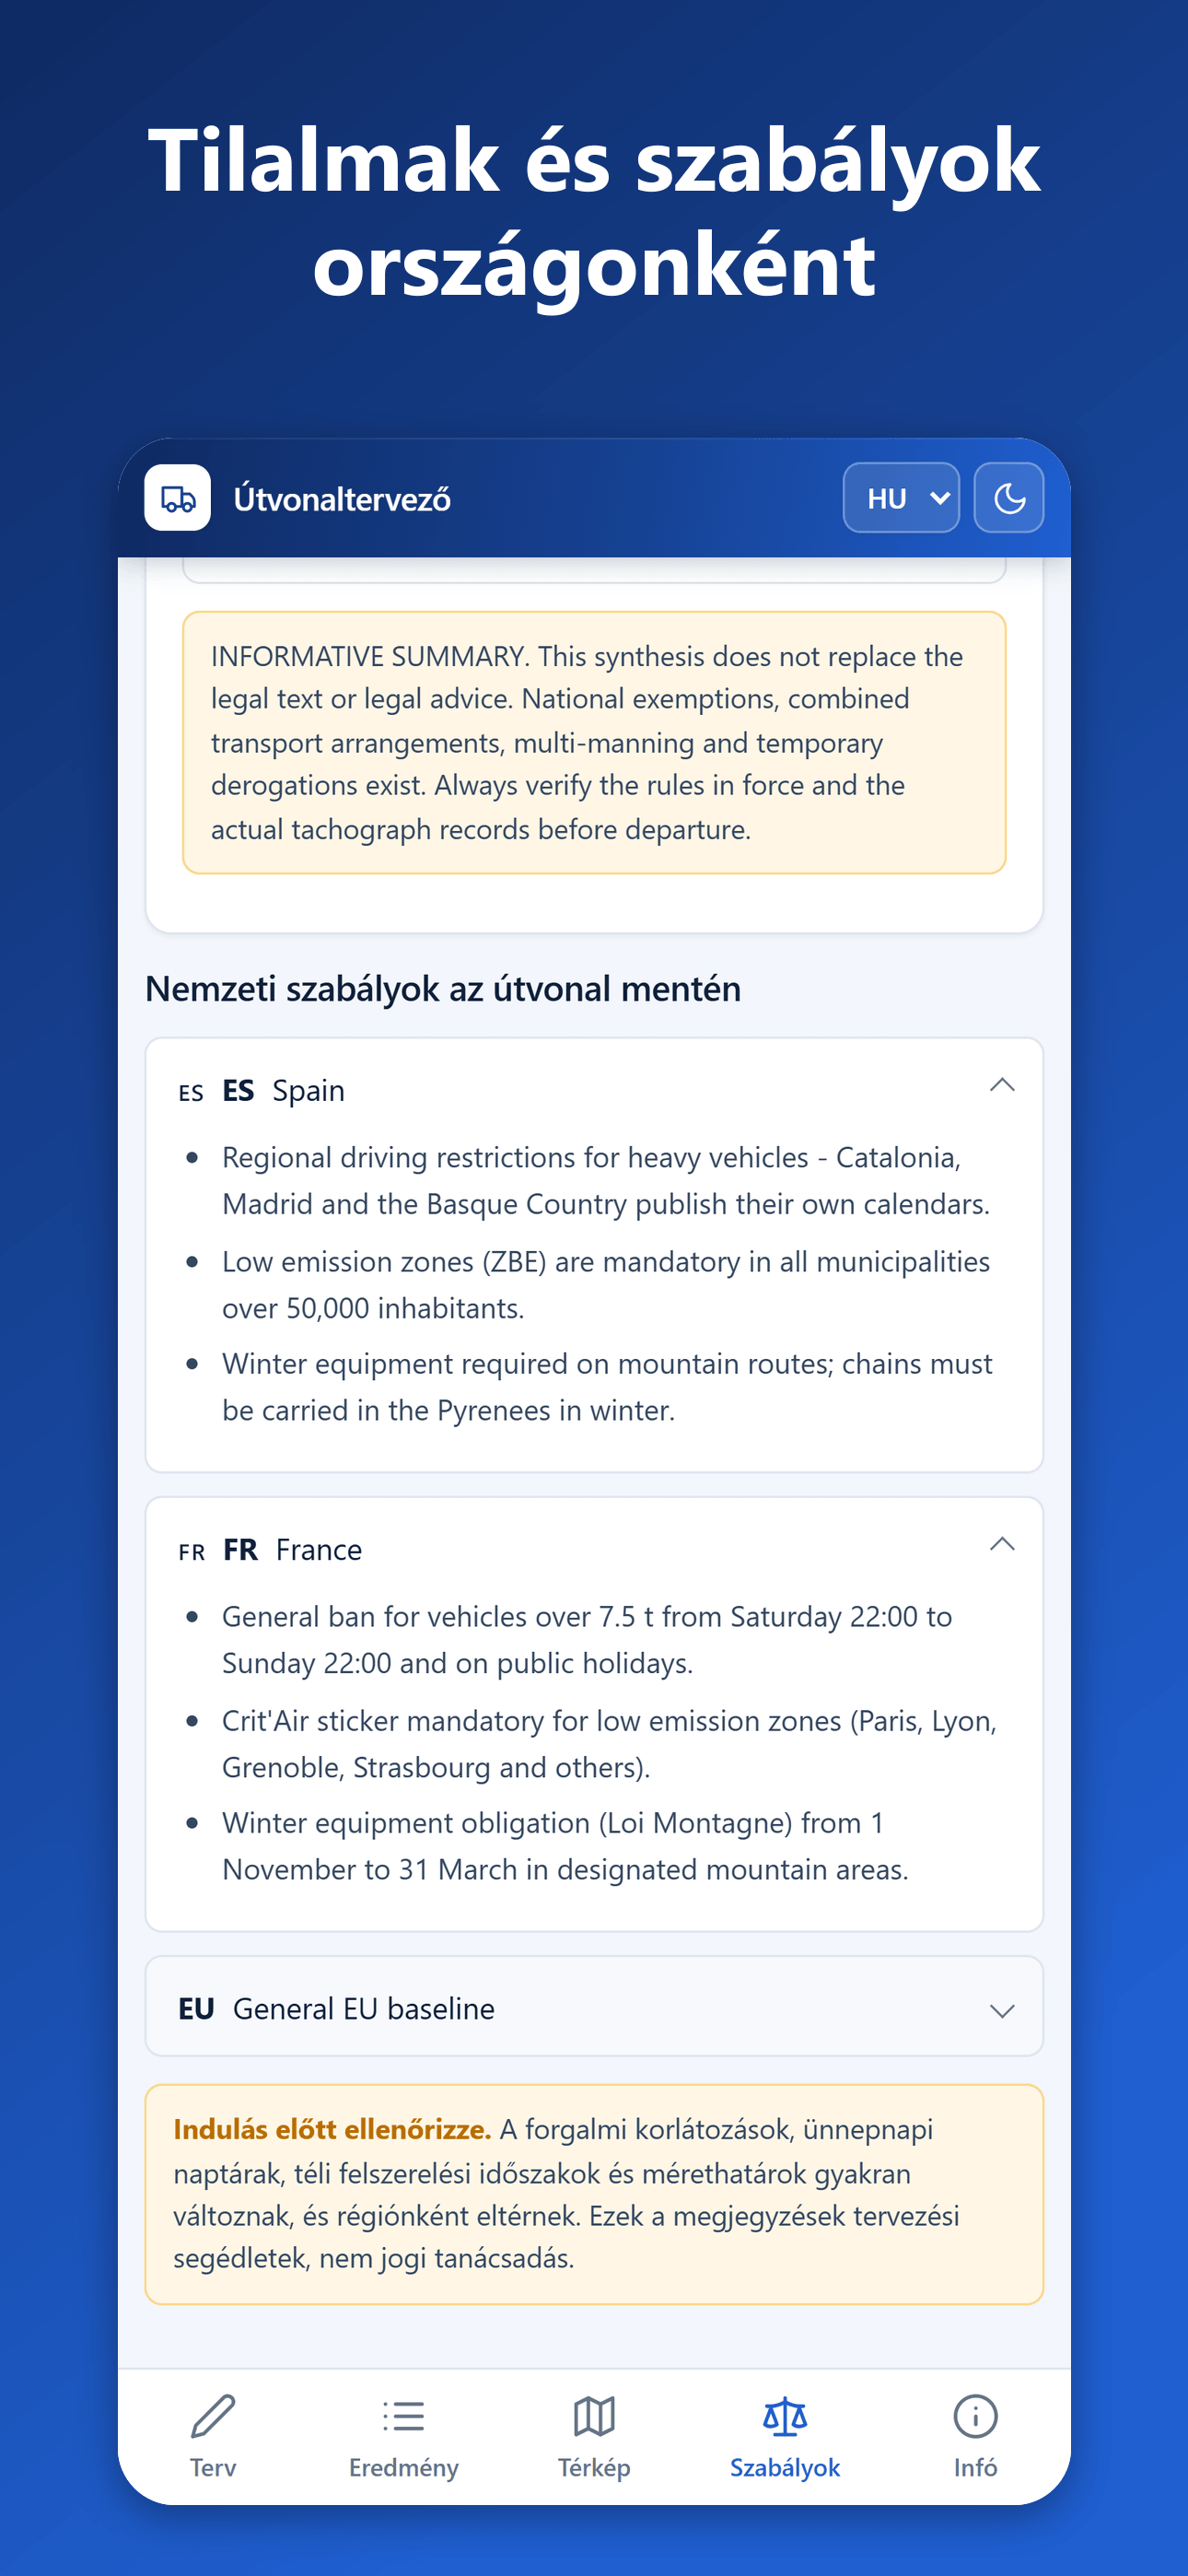 Tilalmak és szabályok
országonként
Útvonaltervező
HU
INFORMATIVE SUMMARY. This synthesis does not replace the
legal text or legal advice. National exemptions, combined
transport arrangements, multi-manning and temporary
derogations exist. Always verify the rules in force and the
actual tachograph records before departure.
Nemzeti szabályok az útvonal mentén
ES ES Spain
Regional driving restrictions for heavy vehicles - Catalonia,
Madrid and the Basque Country publish their own calendars.
Low emission zones (ZBE) are mandatory in all municipalities
over 50,000 inhabitants.
Winter equipment required on mountain routes; chains must
be carried in the Pyrenees in winter.
FR FR France
General ban for vehicles over 7.5 t from Saturday 22:00 to
Sunday 22:00 and on public holidays.
Crit'Air sticker mandatory for low emission zones (Paris, Lyon,
Grenoble, Strasbourg and others).
Winter equipment obligation (Loi Montagne) from 1
November to 31 March in designated mountain areas.
EU General EU baseline
Indulás előtt ellenőrizze. A forgalmi korlátozások, ünnepnapi
naptárak, téli felszerelési időszakok és mérethatárok gyakran
változnak, és régiónként eltérnek. Ezek a megjegyzések tervezési
segédletek, nem jogi tanácsadás.
Terv
Eredmény
Térkép
Szabályok
Infó